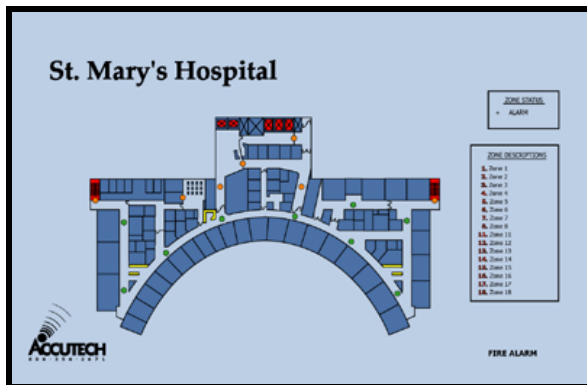 St. Mary's Hospital
ZONE STATUS
ALARM
ZONE DESCRIPTIONS
1. Zone 1
2. Zone 2
3. Zone 3
4. Zone 4
5. Zone 5
6. Zone 6
7. Zone 7
8. Zone 8
11. Zone 11
12. Zone 12
13. Zone 13
14. Zone 14
15. Zone 15
16. Zone 16
17. Zone 17
18. Zone 18
ACCUTECH
FIRE ALARM